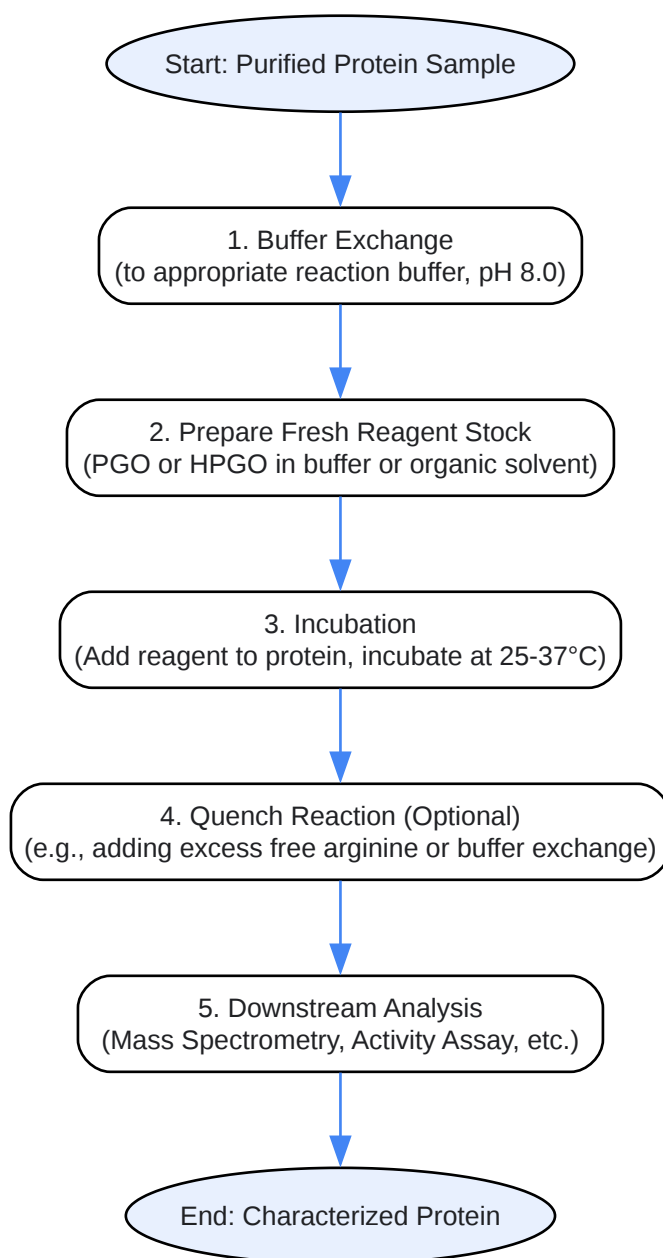 Start: Purified Protein Sample
1. Buffer Exchange
(to appropriate reaction buffer, pH 8.0)
2. Prepare Fresh Reagent Stock
(PGO or HPGO in buffer or organic solvent)
3. Incubation
(Add reagent to protein, incubate at 25-37°C)
4. Quench Reaction (Optional)
(e.g., adding excess free arginine or buffer exchange)
5. Downstream Analysis
(Mass Spectrometry, Activity Assay, etc.)
End: Characterized Protein